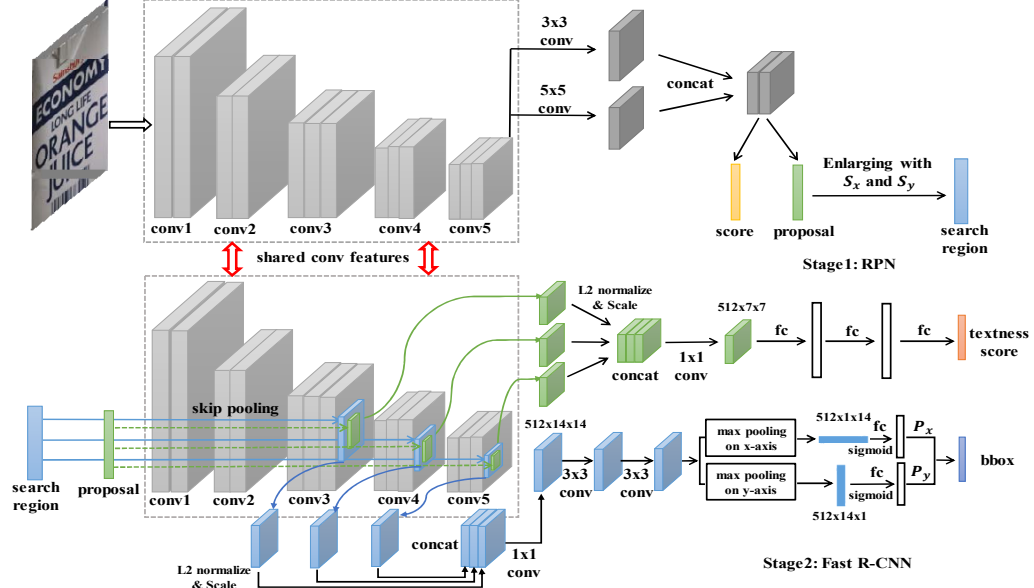 Sainsbury's
ECONOMY
LONG LIFE
ORANGE
JUICE
conv1
conv2
conv3
conv4
conv5
3x3
conv
5x5
conv
concat
score
proposal
Enlarging with
Sx and Sy
search
region
Stage1: RPN
shared conv features
search
region
proposal
skip pooling
conv1
conv2
conv3
conv4
conv5
L2 normalize
& Scale
concat
1x1
conv
512x7x7
fc
fc
fc
textness
score
L2 normalize
& Scale
concat
1x1
conv
512x14x14
3x3
conv
3x3
conv
max pooling
on x-axis
max pooling
on y-axis
512x1x14
fc
sigmoid
Px
512x14x1
fc
sigmoid
Py
bbox
Stage2: Fast R-CNN